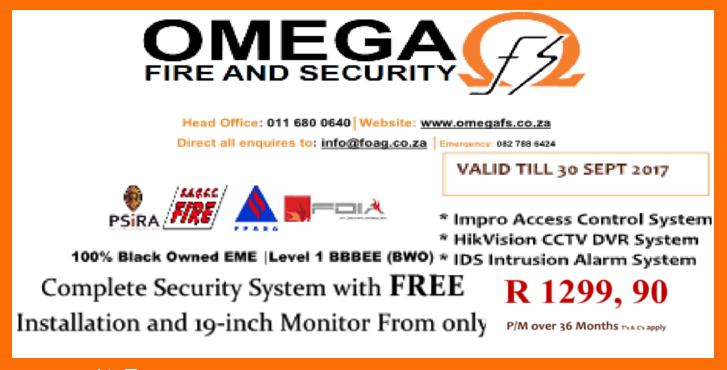 OMEGA
FIRE AND SECURITY
fs
Head Office: 011 680 0640 | Website: www.omegafs.co.za
Direct all enquires to: info@foag.co.za | Emergency: 082 788 6424
VALID TILL 30 SEPT 2017
PSiRA
S.A.Q.C.C.
FIRE
FPASA
FDIA
* Impro Access Control System
* HikVision CCTV DVR System
100% Black Owned EME |Level 1 BBBEE (BWO)
* IDS Intrusion Alarm System
Complete Security System with FREE
Installation and 19-inch Monitor From only
R 1299, 90
P/M over 36 Months T's & C's apply